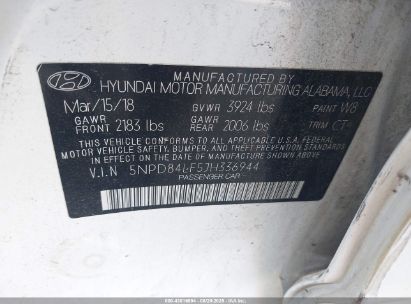 MANUFACTURED BY
HYUNDAI MOTOR MANUFACTURING ALABAMA, LLC
Mar/15/18 GVWR 3924 lbs PAINT W8
GAWR FRONT 2183 lbs GAWR REAR 2006 lbs TRIM CT
THIS VEHICLE CONFORMS TO ALL APPLICABLE U.S.A. FEDERAL
MOTOR VEHICLE SAFETY, BUMPER, AND THEFT PREVENTION STANDARDS
IN EFFECT ON THE DATE OF MANUFACTURE SHOWN ABOVE.
V.I.N 5NPD84LF5JH336944
PASSENGER CAR